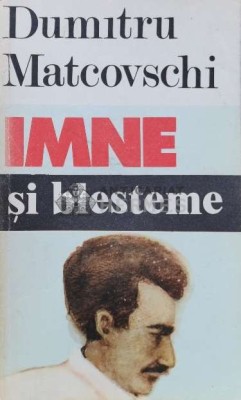 Dumitru
Matcovschi
IMNE
și blesteme